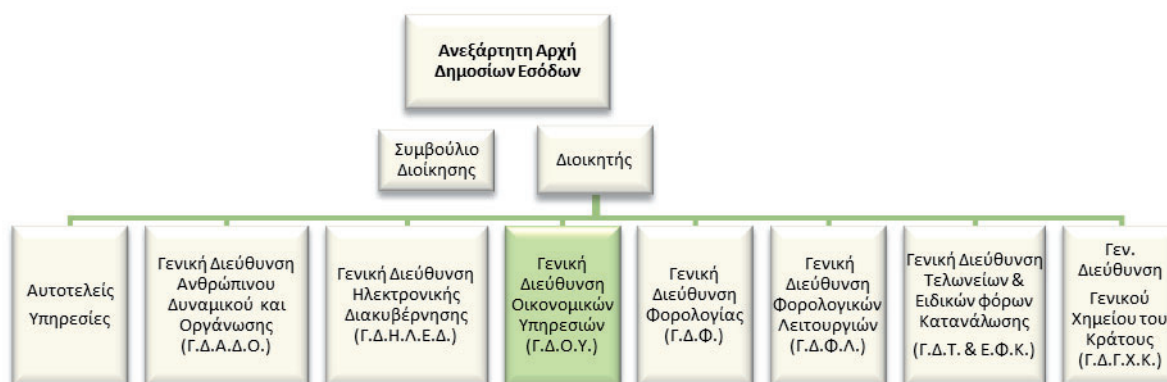 Ανεξάρτητη Αρχή
Δημοσίων Εσόδων
Συμβούλιο
Διοίκησης
Διοικητής
Αυτοτελείς
Υπηρεσίες
Γενική Διεύθυνση
Ανθρώπινου
Δυναμικού και
Οργάνωσης
(Γ.Δ.Α.Δ.Ο.)
Γενική Διεύθυνση
Ηλεκτρονικής
Διακυβέρνησης
(Γ.Δ.Η.Λ.Ε.Δ.)
Γενική
Διεύθυνση
Οικονομικών
Υπηρεσιών
(Γ.Δ.Ο.Υ.)
Γενική
Διεύθυνση
Φορολογίας
(Γ.Δ.Φ.)
Γενική
Διεύθυνση
Φορολογικών
Λειτουργιών
(Γ.Δ.Φ.Λ.)
Γενική Διεύθυνση
Τελωνείων &
Ειδικών φόρων
Κατανάλωσης
(Γ.Δ.Τ. & Ε.Φ.Κ.)
Γεν.
Διεύθυνση
Γενικού
Χημείου του
Κράτους
(Γ.Δ.Γ.Χ.Κ.)